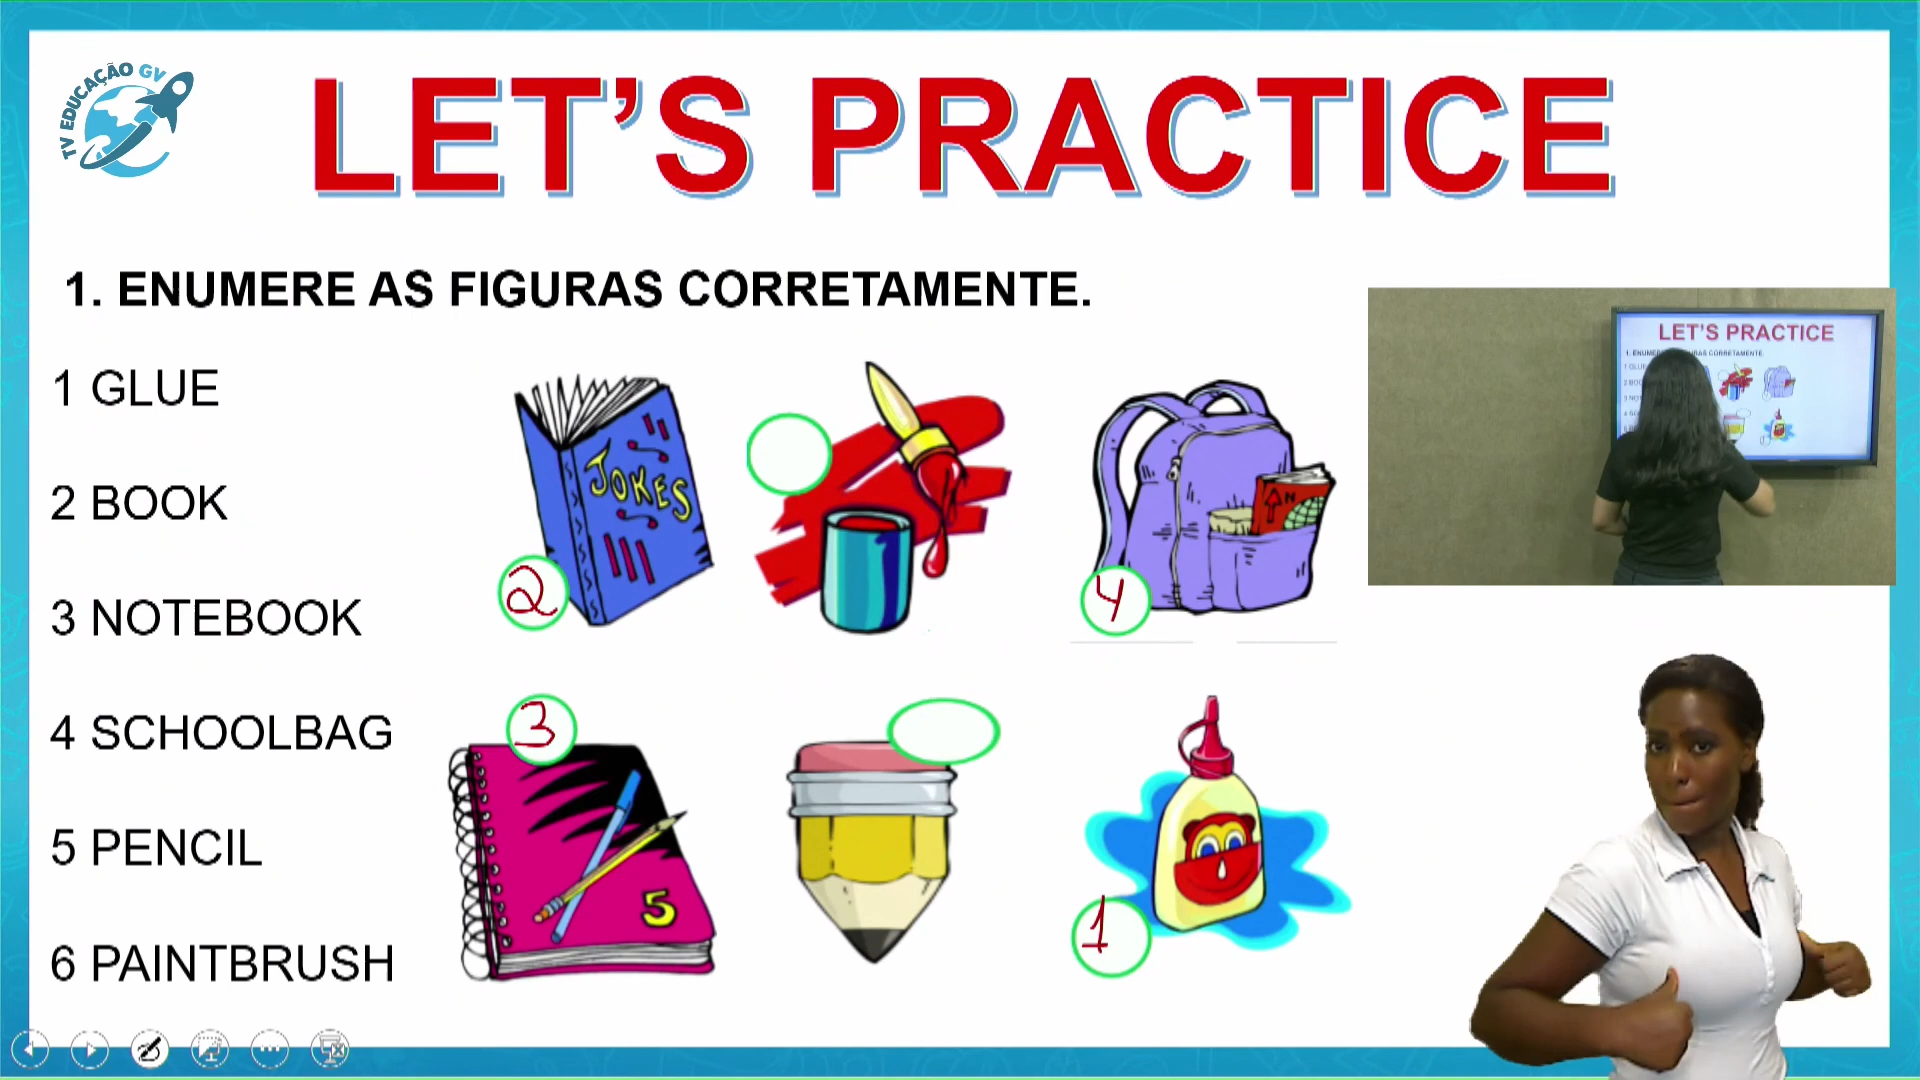 TV EDUCAÇÃO GV
LET'S PRACTICE
1. ENUMERE AS FIGURAS CORRETAMENTE.
1 GLUE
2 BOOK
3 NOTEBOOK
4 SCHOOLBAG
5 PENCIL
6 PAINTBRUSH
JOKES
2
N
4
3
5
1
LET'S PRACTICE